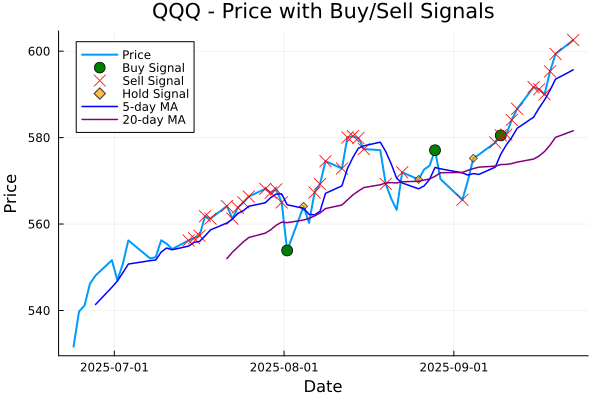 QQQ - Price with Buy/Sell Signals
600
580
560
540
Price
Price
Buy Signal
Sell Signal
Hold Signal
5-day MA
20-day MA
2025-07-01
2025-08-01
2025-09-01
Date